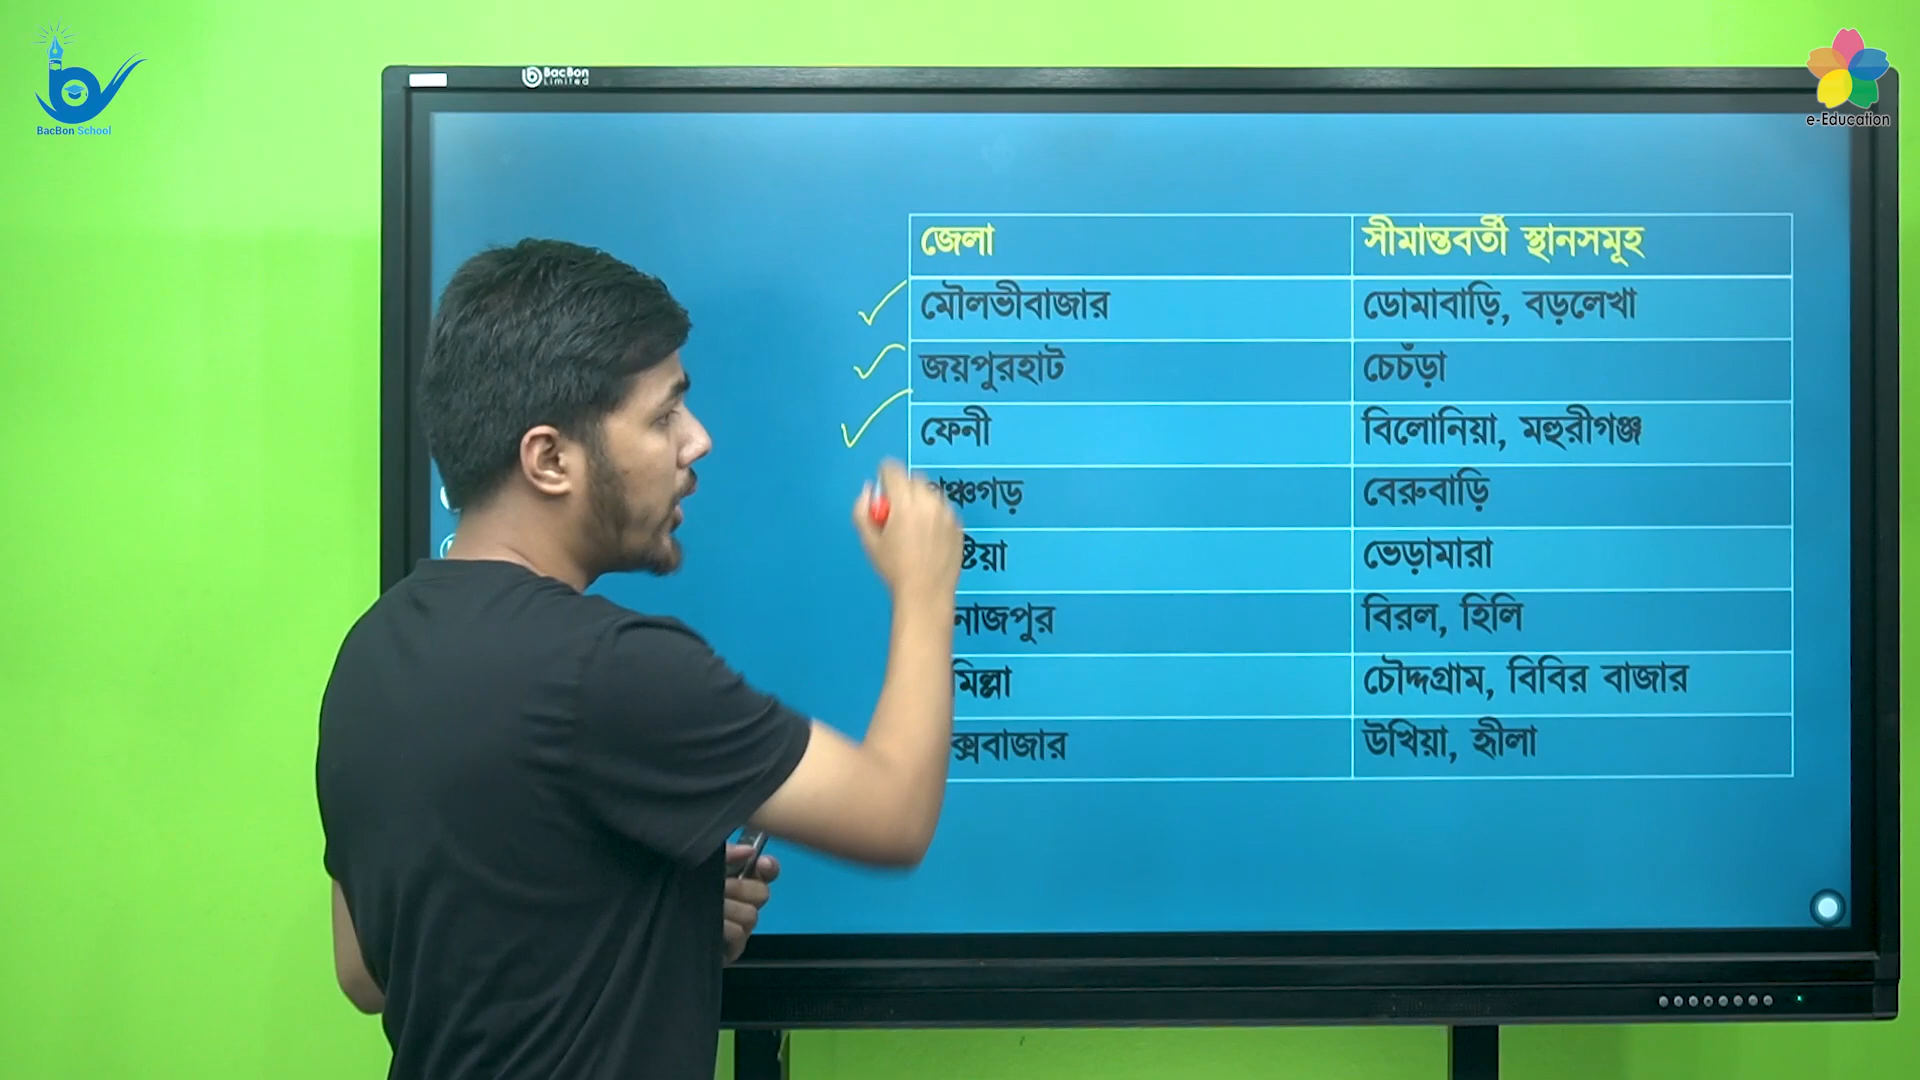 BacBon School
BacBon
Limited
e-Education
জেলা সীমান্তবর্তী স্থানসমূহ
মৌলভীবাজার ডোমাবাড়ি, বড়লেখা
জয়পুরহাট চেচঁড়া
ফেনী বিলোনিয়া, মহুরীগঞ্জ
ঞ্চগড় বেরুবাড়ি
ষ্টিয়া ভেড়ামারা
নাজপুর বিরল, হিলি
মিল্লা চৌদ্দগ্রাম, বিবির বাজার
ক্সবাজার উখিয়া, হ্নীলা